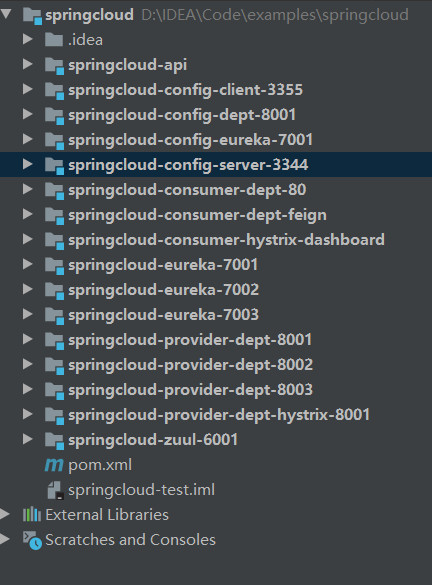 springcloud D:\IDEA\Code\examples\springcloud
.idea
springcloud-api
springcloud-config-client-3355
springcloud-config-dept-8001
springcloud-config-eureka-7001
springcloud-config-server-3344
springcloud-consumer-dept-80
springcloud-consumer-dept-feign
springcloud-consumer-hystrix-dashboard
springcloud-eureka-7001
springcloud-eureka-7002
springcloud-eureka-7003
springcloud-provider-dept-8001
springcloud-provider-dept-8002
springcloud-provider-dept-8003
springcloud-provider-dept-hystrix-8001
springcloud-zuul-6001
m pom.xml
springcloud-test.iml
External Libraries
Scratches and Consoles